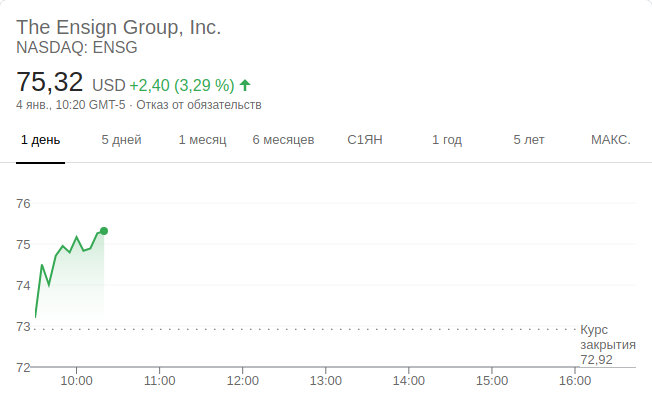 The Ensign Group, Inc.
NASDAQ: ENSG
75,32 USD +2,40 (3,29 %)
4 янв., 10:20 GMT-5 · Отказ от обязательств
1 день 5 дней 1 месяц 6 месяцев С1ЯН 1 год 5 лет МАКС.
76
75
74
73
72
Курс
закрытия
72,92
10:00 11:00 12:00 13:00 14:00 15:00 16:00